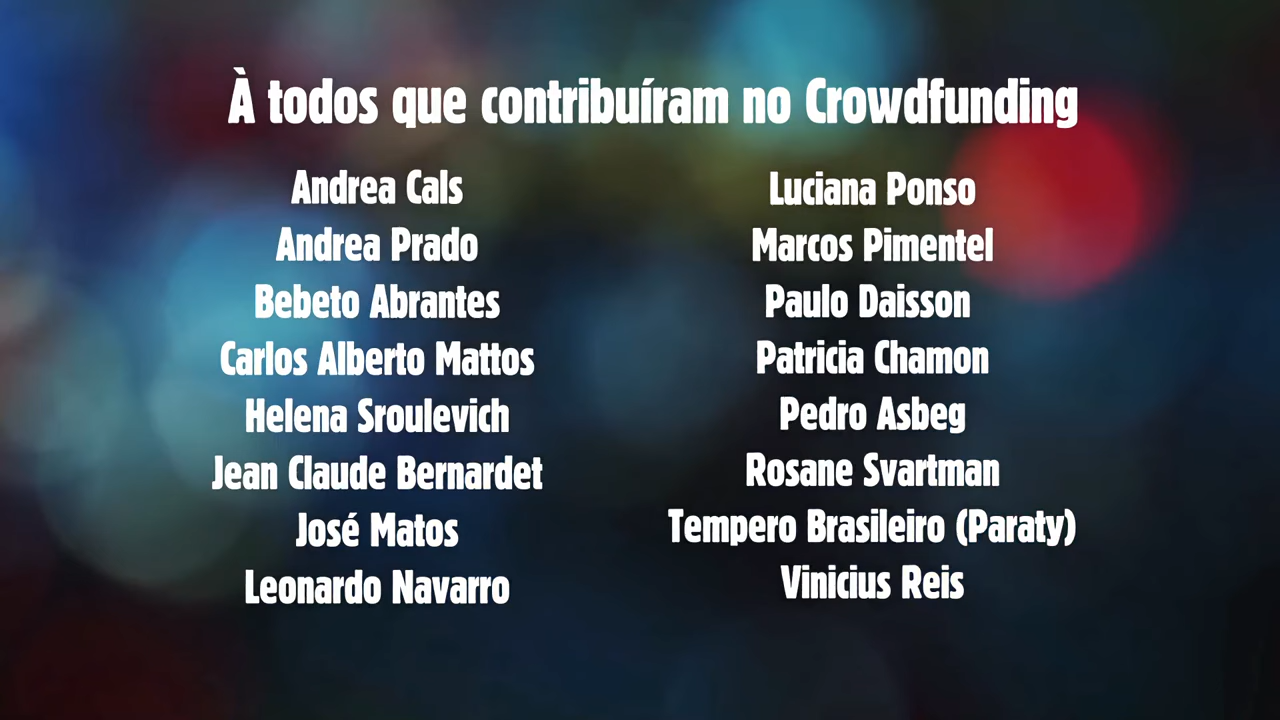 À todos que contribuíram no Crowdfunding
Andrea Cals
Andrea Prado
Bebeto Abrantes
Carlos Alberto Mattos
Helena Sroulevich
Jean Claude Bernardet
José Matos
Leonardo Navarro
Luciana Ponso
Marcos Pimentel
Paulo Daisson
Patricia Chamon
Pedro Asbeg
Rosane Svartman
Tempero Brasileiro (Paraty)
Vinicius Reis